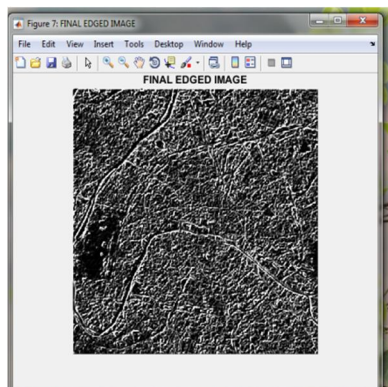 Figure 7: FINAL EDGED IMAGE
File Edit View Insert Tools Desktop Window Help
FINAL EDGED IMAGE